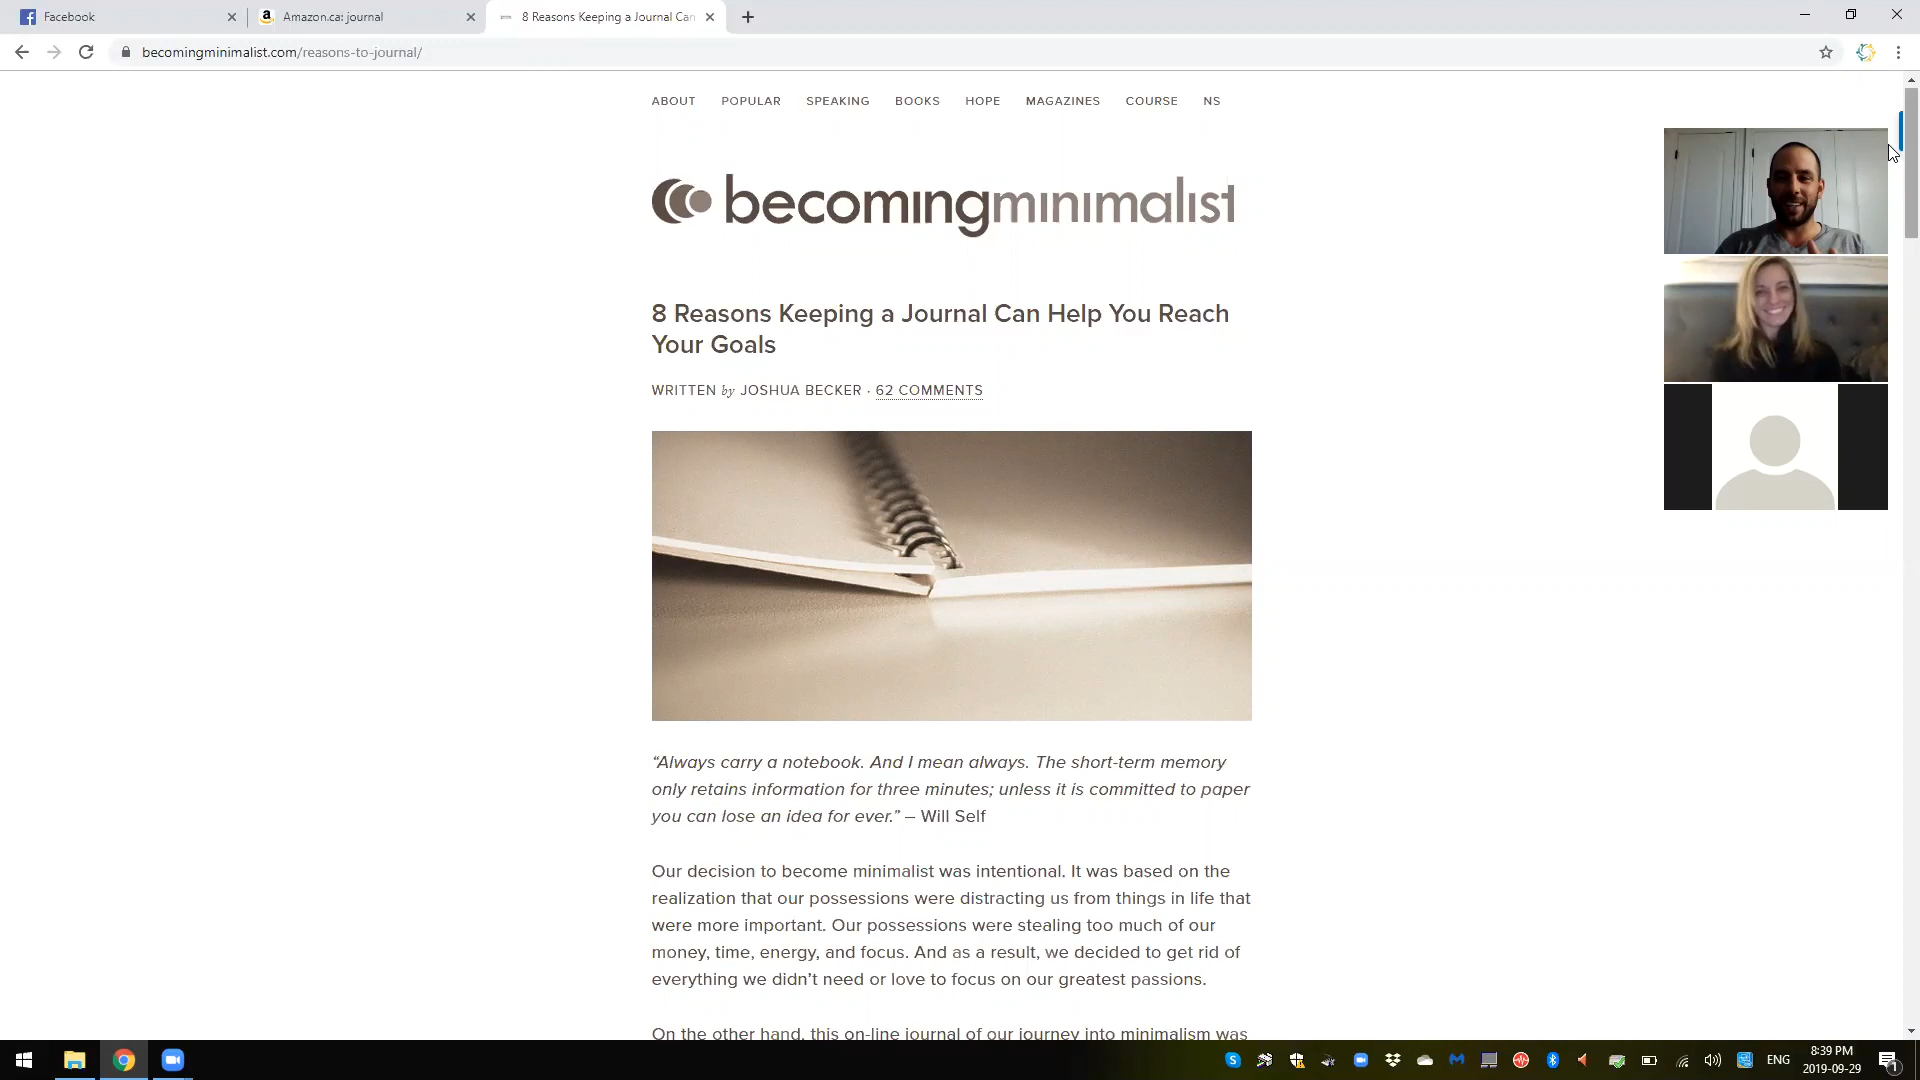 Facebook
Amazon.ca: journal
8 Reasons Keeping a Journal Can
becomingminimalist.com/reasons-to-journal/
ABOUT POPULAR SPEAKING BOOKS HOPE MAGAZINES COURSE NS
becomingminimalist
8 Reasons Keeping a Journal Can Help You Reach
Your Goals
WRITTEN by JOSHUA BECKER · 62 COMMENTS
“Always carry a notebook. And I mean always. The short-term memory
only retains information for three minutes; unless it is committed to paper
you can lose an idea for ever.” – Will Self
Our decision to become minimalist was intentional. It was based on the
realization that our possessions were distracting us from things in life that
were more important. Our possessions were stealing too much of our
money, time, energy, and focus. And as a result, we decided to get rid of
everything we didn’t need or love to focus on our greatest passions.
On the other hand, this on-line journal of our journey into minimalism was
ENG
8:39 PM
2019-09-29
1